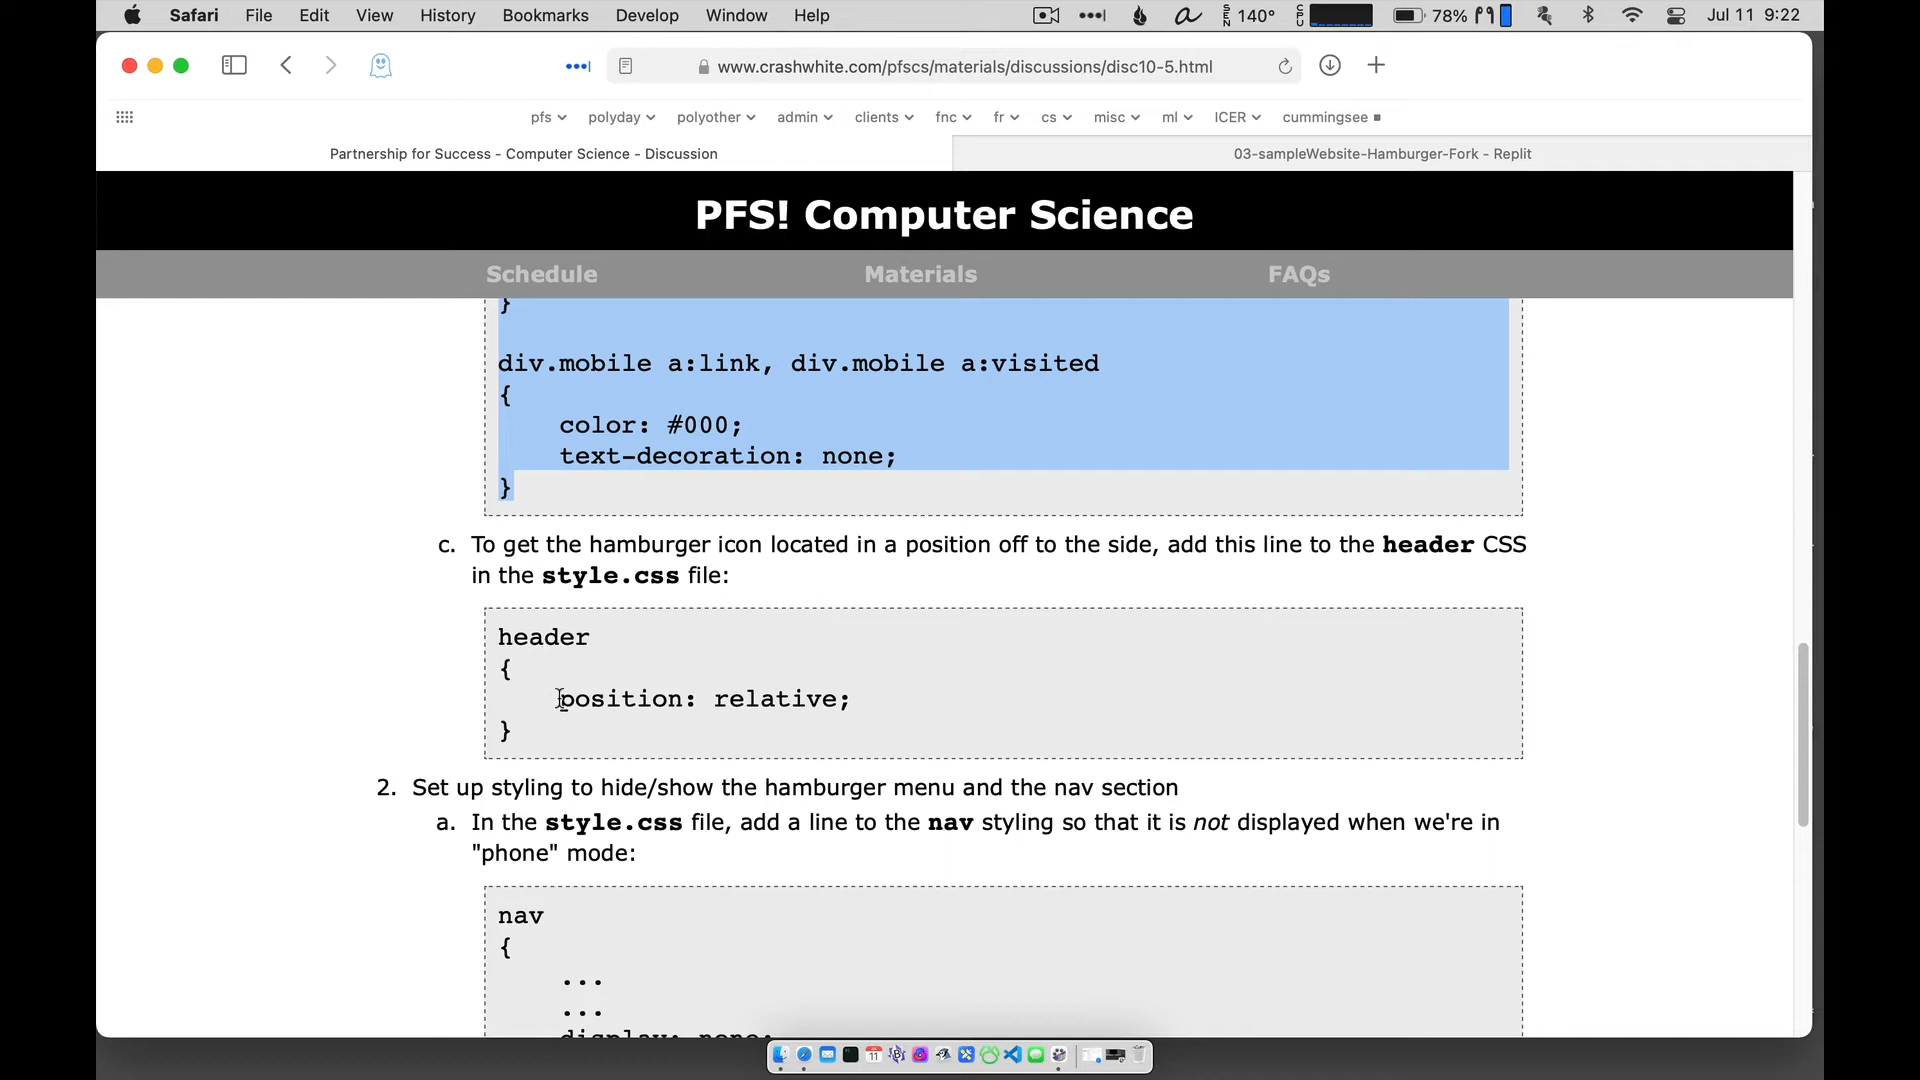 Safari File Edit View History Bookmarks Develop Window Help SEN 140° CPU 78% Jul 11 9:22
www.crashwhite.com/pfscs/materials/discussions/disc10-5.html
pfs polyday polyother admin clients fnc fr cs misc ml ICER cummingsee
Partnership for Success - Computer Science - Discussion
03-sampleWebsite-Hamburger-Fork - Replit
PFS! Computer Science
Schedule Materials FAQs
}
div.mobile a:link, div.mobile a:visited
{
color: #000;
text-decoration: none;
}
c. To get the hamburger icon located in a position off to the side, add this line to the header CSS
in the style.css file:
header
{
position: relative;
}
2. Set up styling to hide/show the hamburger menu and the nav section
a. In the style.css file, add a line to the nav styling so that it is not displayed when we're in
"phone" mode:
nav
{
...
...
display: none;